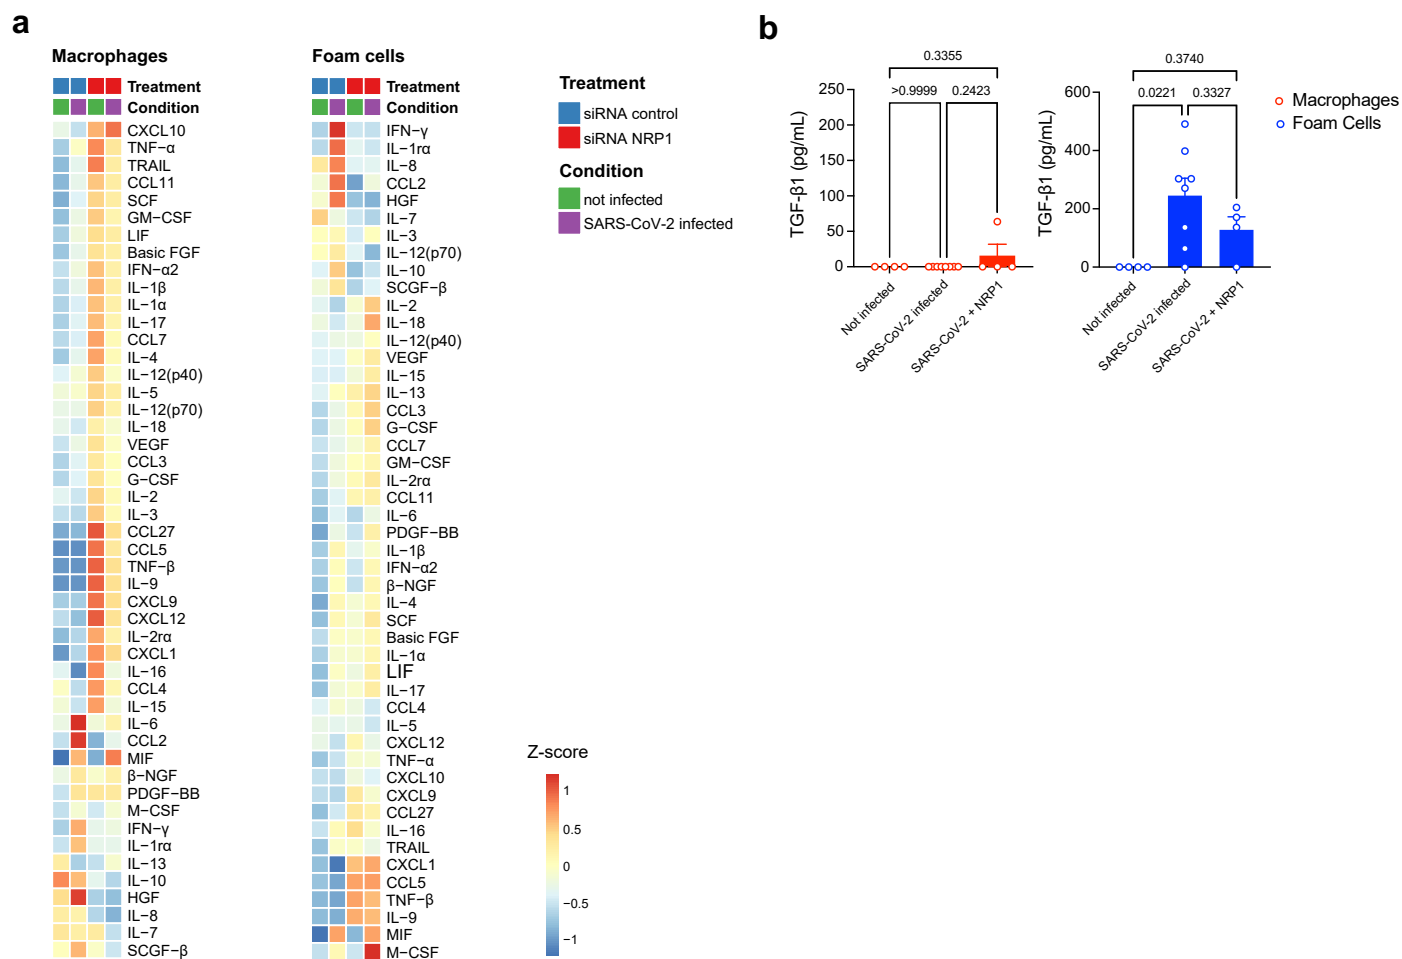 a
Macrophages
Treatment
Condition
CXCL10
TNF−α
TRAIL
CCL11
SCF
GM−CSF
LIF
Basic FGF
IFN−α2
IL−1β
IL−1α
IL−17
CCL7
IL−4
IL−12(p40)
IL−5
IL−12(p70)
IL−18
VEGF
CCL3
G−CSF
IL−2
IL−3
CCL27
CCL5
TNF−β
IL−9
CXCL9
CXCL12
IL−2rα
CXCL1
IL−16
CCL4
IL−15
IL−6
CCL2
MIF
β−NGF
PDGF−BB
M−CSF
IFN−γ
IL−1rα
IL−13
IL−10
HGF
IL−8
IL−7
SCGF−β
Foam cells
Treatment
Condition
IFN−γ
IL−1rα
IL−8
CCL2
HGF
IL−7
IL−3
IL−12(p70)
IL−10
SCGF−β
IL−2
IL−18
IL−12(p40)
VEGF
IL−15
IL−13
CCL3
G−CSF
CCL7
GM−CSF
IL−2rα
CCL11
IL−6
PDGF−BB
IL−1β
IFN−α2
β−NGF
IL−4
SCF
Basic FGF
IL−1α
LIF
IL−17
CCL4
IL−5
CXCL12
TNF−α
CXCL10
CXCL9
CCL27
IL−16
TRAIL
CXCL1
CCL5
TNF−β
IL−9
MIF
M−CSF
Treatment
siRNA control
siRNA NRP1
Condition
not infected
SARS−CoV−2 infected
Z−score
1
0.5
0
−0.5
−1
b
TGF-β1 (pg/mL)
250
200
150
100
50
0
0.3355
>0.9999
0.2423
Not infected
SARS-CoV-2 infected
SARS-CoV-2 + NRP1
TGF-β1 (pg/mL)
600
400
200
0
0.3740
0.0221
0.3327
Not infected
SARS-CoV-2 infected
SARS-CoV-2 + NRP1
Macrophages
Foam Cells